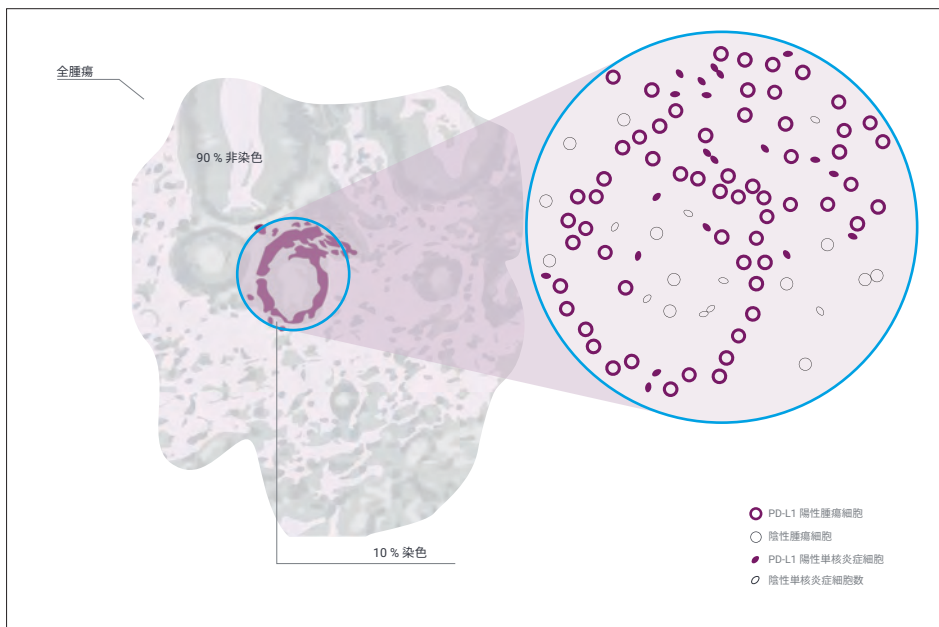 全腫瘍
90 % 非染色
10 % 染色
PD-L1 陽性腫瘍細胞
陰性腫瘍細胞
PD-L1 陽性単核炎症細胞
陰性単核炎症細胞数